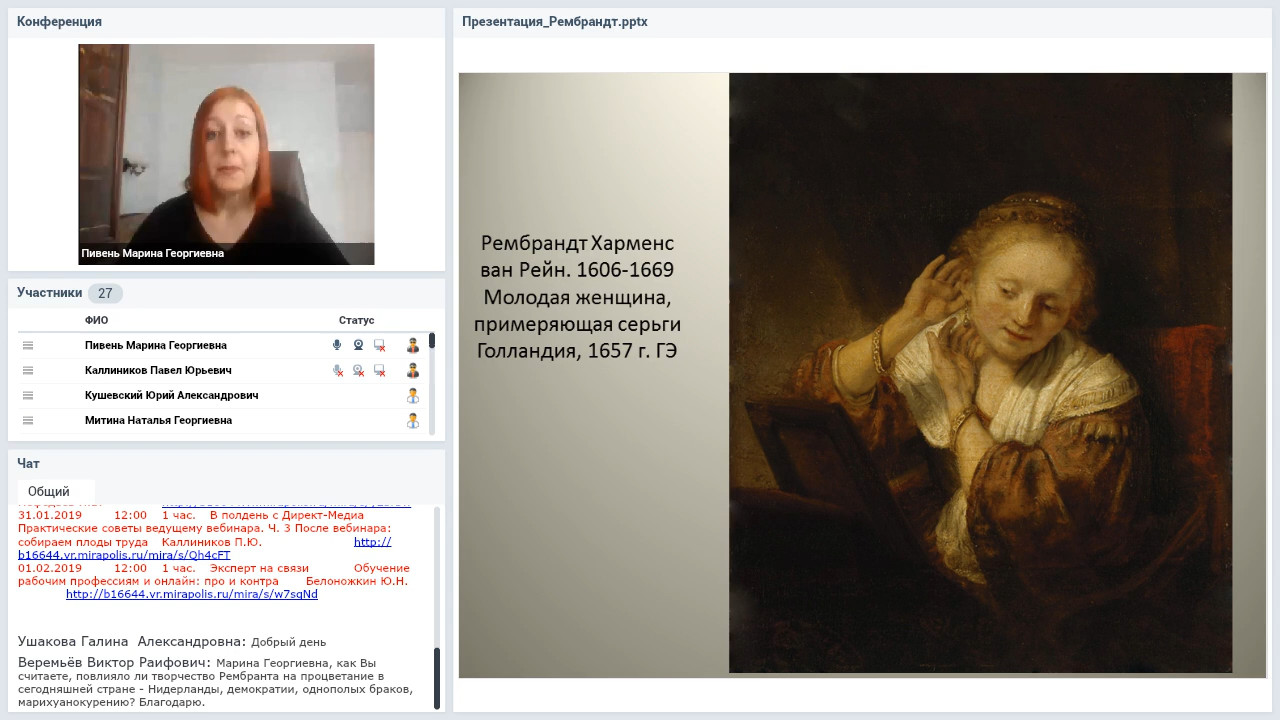 Конференция
Пивень Марина Георгиевна
Участники 27
ФИО Статус
Пивень Марина Георгиевна
Каллиников Павел Юрьевич
Кушевский Юрий Александрович
Митина Наталья Георгиевна
Чат
Общий
31.01.2019 12:00 1 час. В полдень с Директ-Медиа
Практические советы ведущему вебинара. Ч. 3 После вебинара:
собираем плоды труда Каллиников П.Ю. http://
b16644.vr.mirapolis.ru/mira/s/Qh4cFT
01.02.2019 12:00 1 час. Эксперт на связи Обучение
рабочим профессиям и онлайн: про и контра Белоножкин Ю.Н.
http://b16644.vr.mirapolis.ru/mira/s/w7sqNd
Ушакова Галина Александровна: Добрый день
Веремьёв Виктор Раифович: Марина Георгиевна, как Вы
считаете, повлияло ли творчество Рембранта на процветание в
сегодняшней стране - Нидерланды, демократии, однополых браков,
марихуанокурению? Благодарю.
Презентация_Рембрандт.pptx
Рембрандт Харменс
ван Рейн. 1606-1669
Молодая женщина,
примеряющая серьги
Голландия, 1657 г. ГЭ